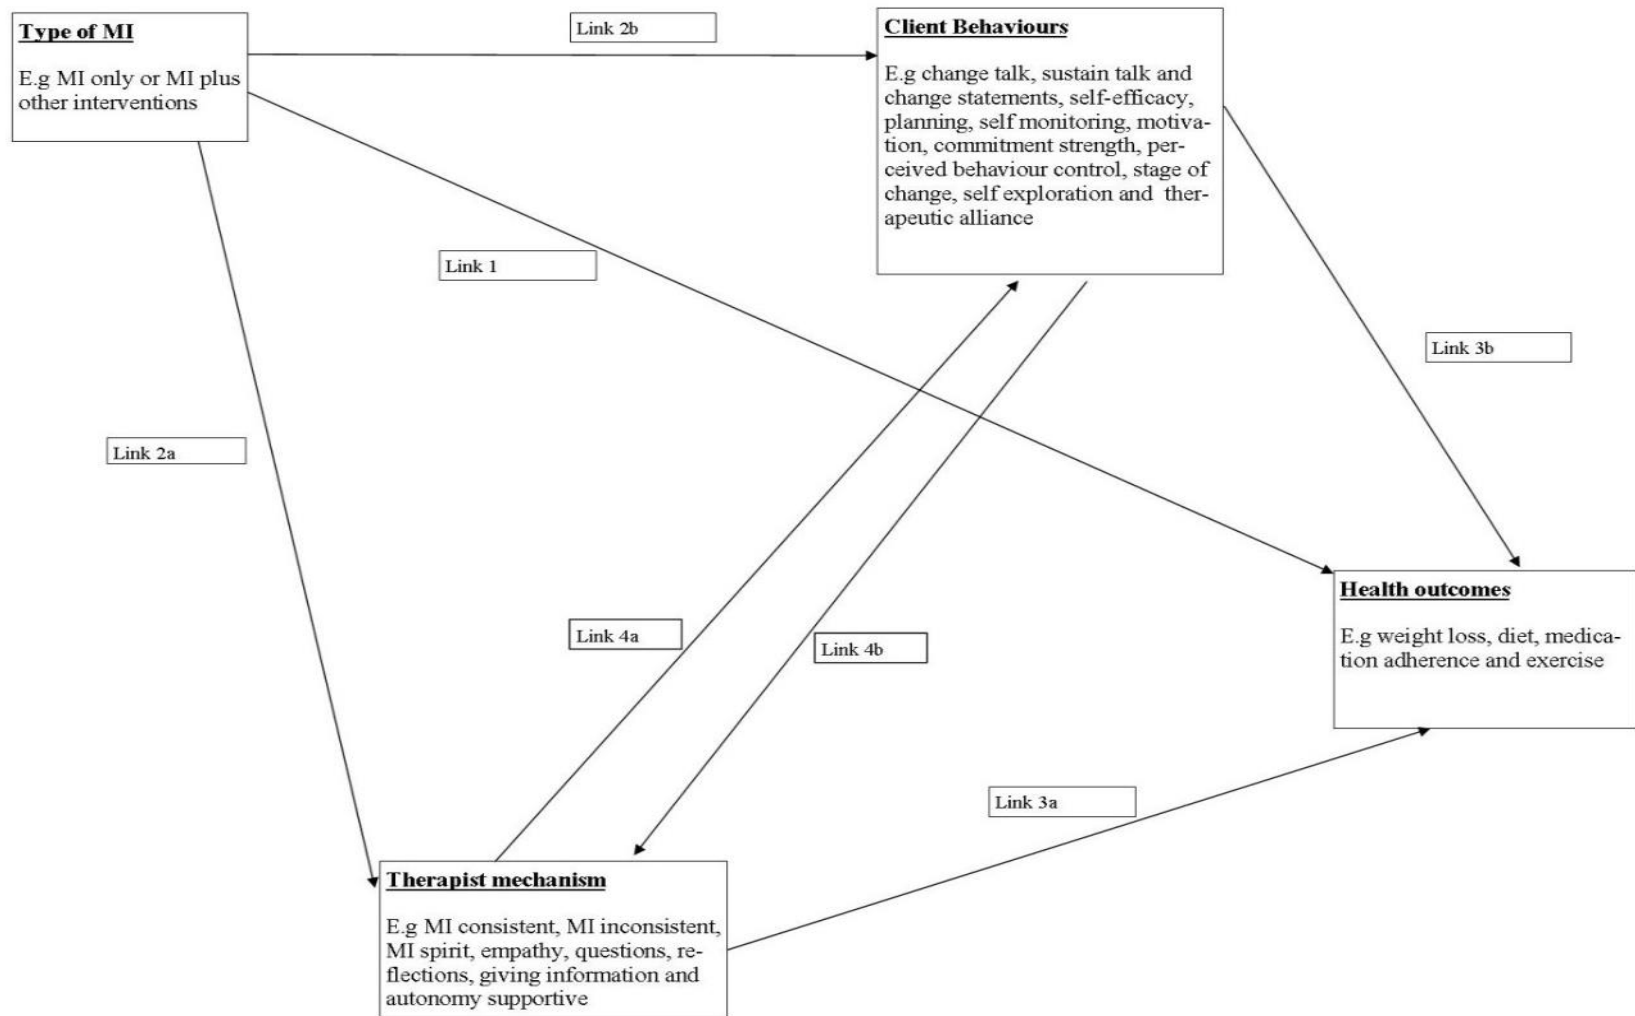 Type of MI
E.g MI only or MI plus
other interventions
Link 2b
Client Behaviours
E.g change talk, sustain talk and
change statements, self-efficacy,
planning, self monitoring, motiva-
tion, commitment strength, per-
ceived behaviour control, stage of
change, self exploration and  ther-
apeutic alliance
Link 1
Link 3b
Link 2a
Health outcomes
E.g weight loss, diet, medica-
tion adherence and exercise
Link 4a
Link 4b
Link 3a
Therapist mechanism
E.g MI consistent, MI inconsistent,
MI spirit, empathy, questions, re-
flections, giving information and
autonomy supportive